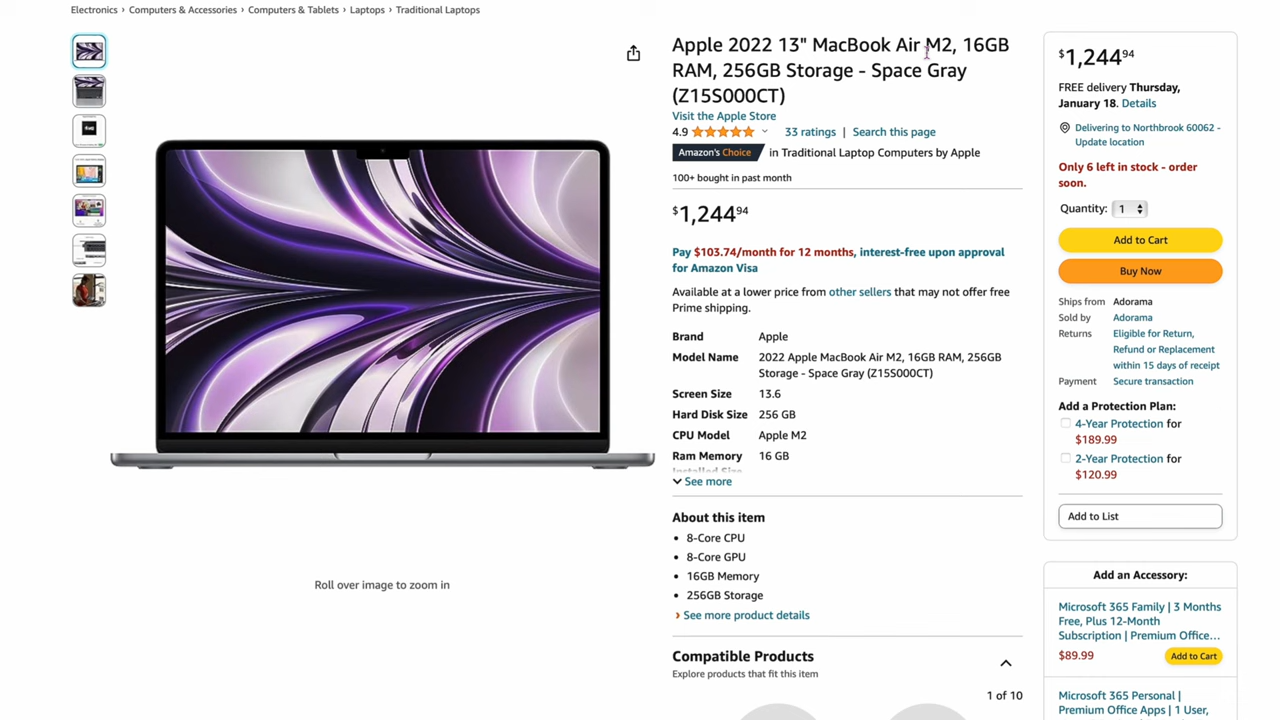 Electronics › Computers & Accessories › Computers & Tablets › Laptops › Traditional Laptops
Apple 2022 13" MacBook Air M2, 16GB
RAM, 256GB Storage - Space Gray
(Z15S000CT)
Visit the Apple Store
4.9
33 ratings | Search this page
Amazon's Choice in Traditional Laptop Computers by Apple
100+ bought in past month
$1,244 94
Pay $103.74/month for 12 months, interest-free upon approval
for Amazon Visa
Available at a lower price from other sellers that may not offer free
Prime shipping.
Brand Apple
Model Name 2022 Apple MacBook Air M2, 16GB RAM, 256GB
Storage - Space Gray (Z15S000CT)
Screen Size 13.6
Hard Disk Size 256 GB
CPU Model Apple M2
Ram Memory 16 GB
Installed Size
See more
About this item
• 8-Core CPU
• 8-Core GPU
• 16GB Memory
• 256GB Storage
› See more product details
Compatible Products
Explore products that fit this item
1 of 10
Roll over image to zoom in
$1,244 94
FREE delivery Thursday,
January 18. Details
Delivering to Northbrook 60062 -
Update location
Only 6 left in stock - order
soon.
Quantity: 1
Add to Cart
Buy Now
Ships from Adorama
Sold by Adorama
Returns Eligible for Return,
Refund or Replacement
within 15 days of receipt
Payment Secure transaction
Add a Protection Plan:
4-Year Protection for
$189.99
2-Year Protection for
$120.99
Add to List
Add an Accessory:
Microsoft 365 Family | 3 Months
Free, Plus 12-Month
Subscription | Premium Office...
$89.99 Add to Cart
Microsoft 365 Personal |
Premium Office Apps | 1 User,